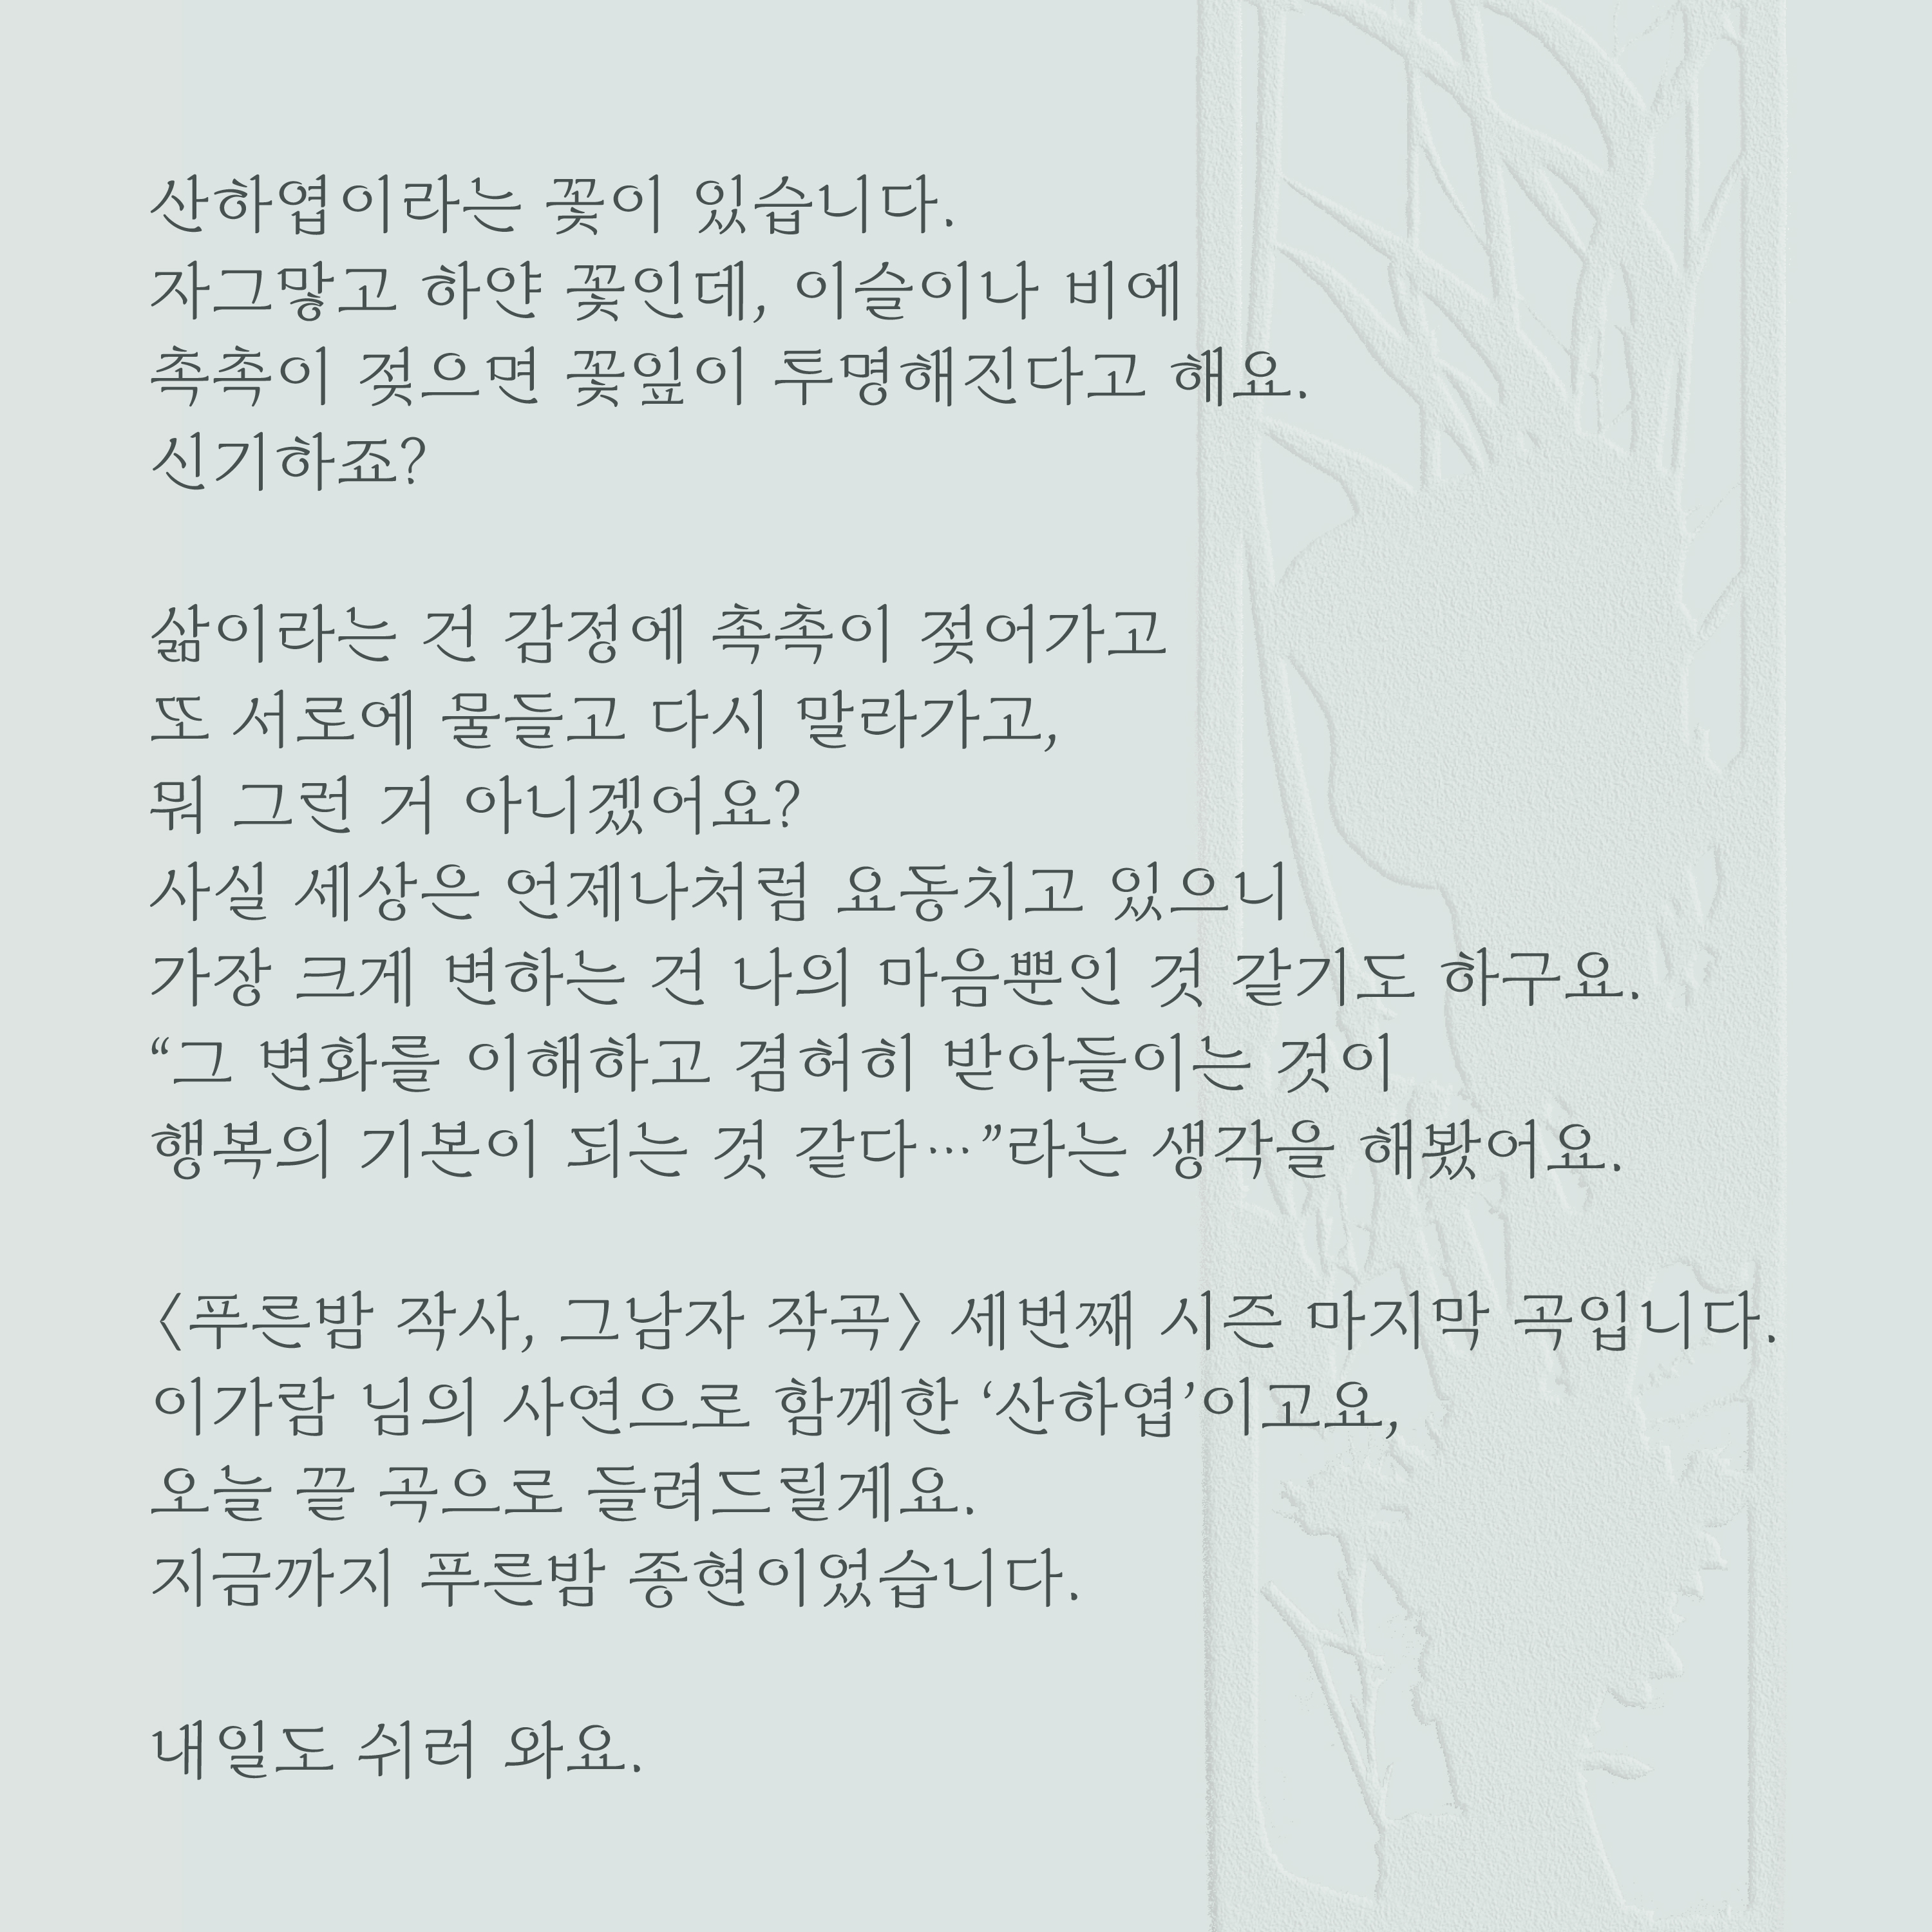 산하엽이라는 꽃이 있습니다.
자그맣고 하얀 꽃인데, 이슬이나 비에
촉촉이 젖으면 꽃잎이 투명해진다고 해요.
신기하죠?
삶이라는 건 감정에 촉촉이 젖어가고
또 서로에 물들고 다시 말라가고,
뭐 그런 거 아니겠어요?
사실 세상은 언제나처럼 요동치고 있으니
가장 크게 변하는 건 나의 마음뿐인 것 같기도 하구요.
“그 변화를 이해하고 겸허히 받아들이는 것이
행복의 기본이 되는 것 같다…”라는 생각을 해봤어요.
〈푸른밤 작사, 그남자 작곡〉 세번째 시즌 마지막 곡입니다.
이가람 님의 사연으로 함께한 ‘산하엽’이고요,
오늘 끝 곡으로 들려드릴게요.
지금까지 푸른밤 종현이었습니다.
내일도 쉬러 와요.